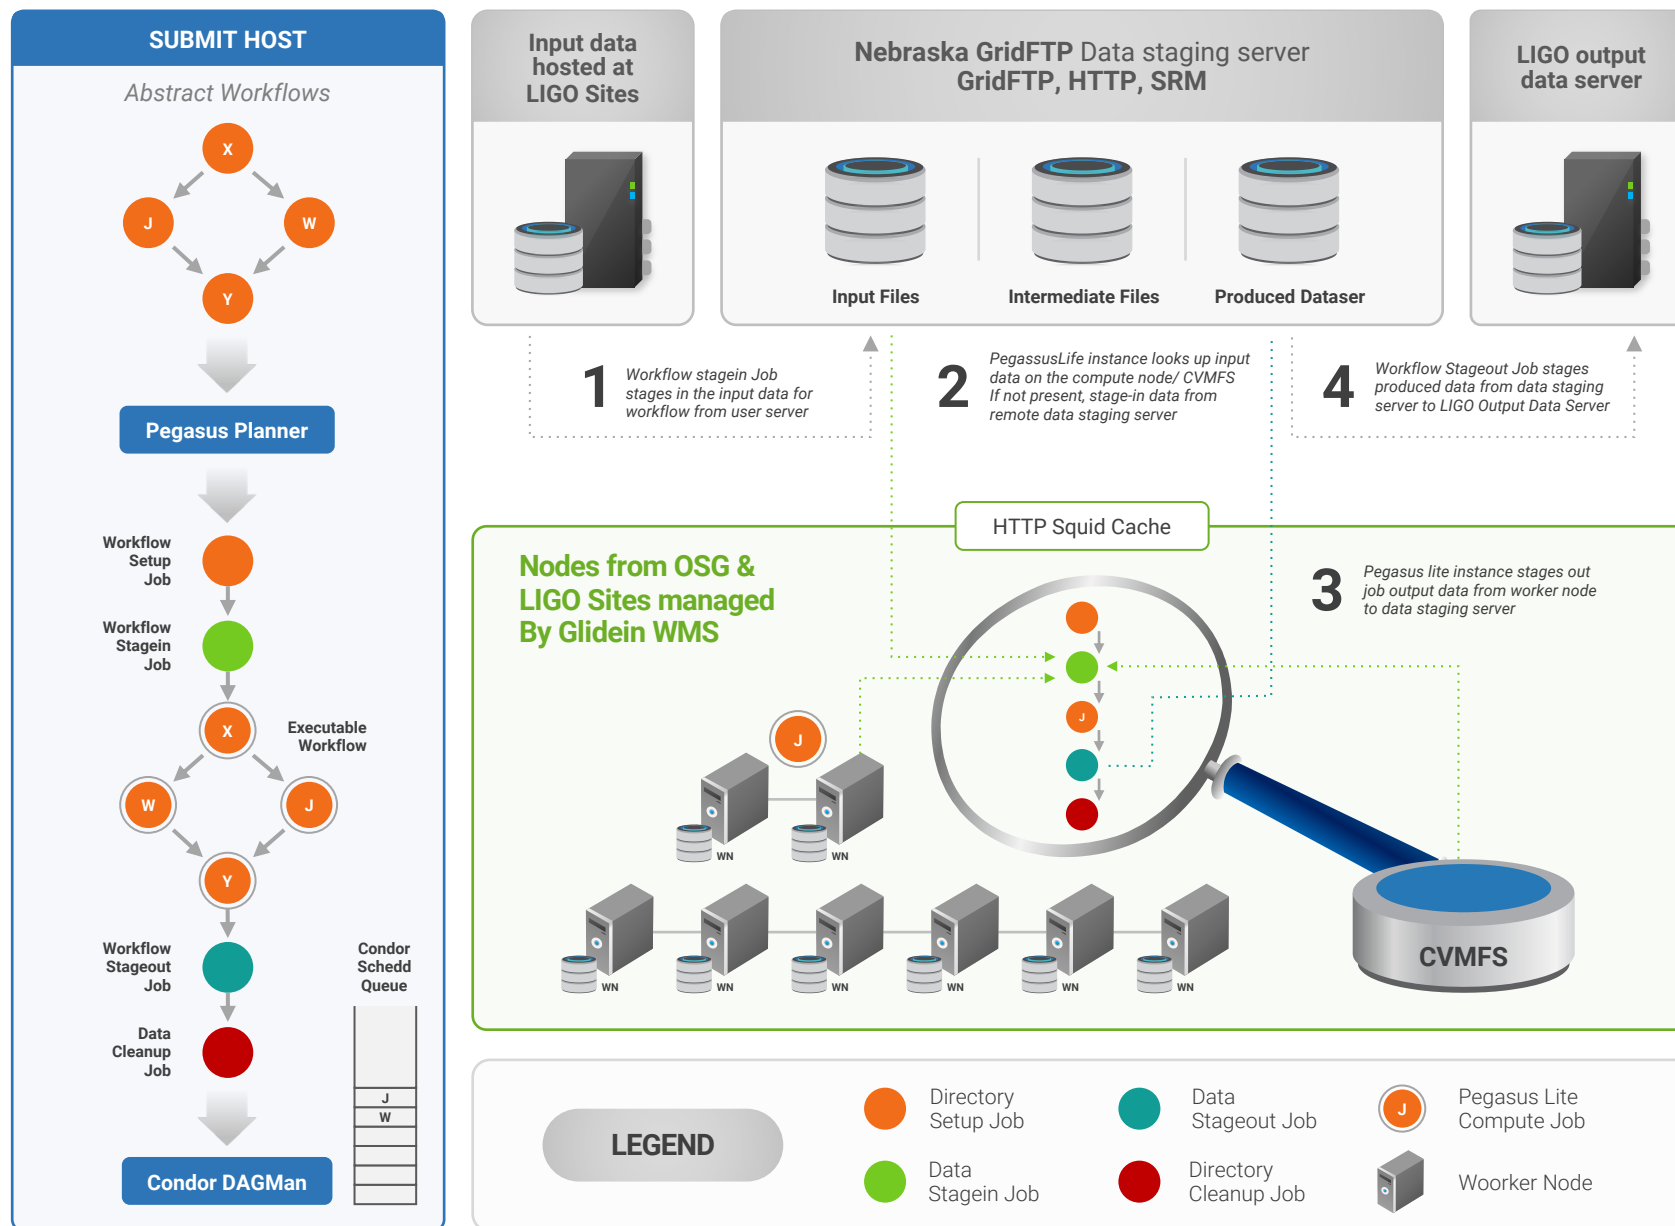 SUBMIT HOST
Abstract Workflows
X
J
W
Y
Pegasus Planner
Workflow
Setup
Job
Workflow
Stagein
Job
X
Executable
Workflow
W
J
Y
Workflow
Stageout
Job
Condor
Schedd
Queue
Data
Cleanup
Job
J
W
Condor DAGMan
Input data
hosted at
LIGO Sites
Nebraska GridFTP Data staging server
GridFTP, HTTP, SRM
Input Files
Intermediate Files
Produced Dataser
LIGO output
data server
1
Workflow stagein Job
stages in the input data for
workflow from user server
2
PegassusLife instance looks up input
data on the compute node/ CVMFS
If not present, stage-in data from
remote data staging server
4
Workflow Stageout Job stages
produced data from data staging
server to LIGO Output Data Server
HTTP Squid Cache
Nodes from OSG &
LIGO Sites managed
By Glidein WMS
3
Pegasus lite instance stages out
job output data from worker node
to data staging server
J
J
WN
WN
WN
WN
WN
WN
WN
WN
CVMFS
LEGEND
Directory
Setup Job
Data
Stageout Job
J
Pegasus Lite
Compute Job
Data
Stagein Job
Directory
Cleanup Job
Woorker Node